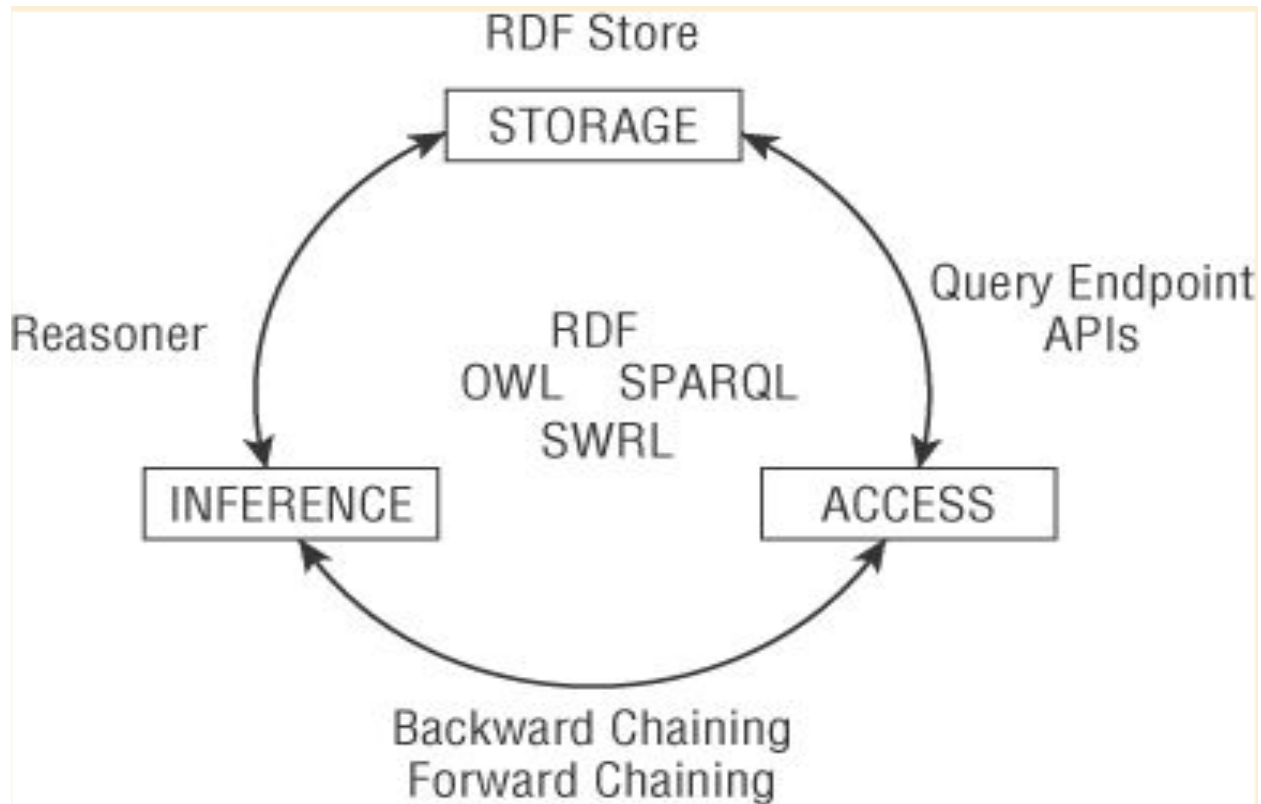 RDF Store
STORAGE
Query Endpoint
APIs
Reasoner
RDF
OWL SPARQL
SWRL
INFERENCE
ACCESS
Backward Chaining
Forward Chaining